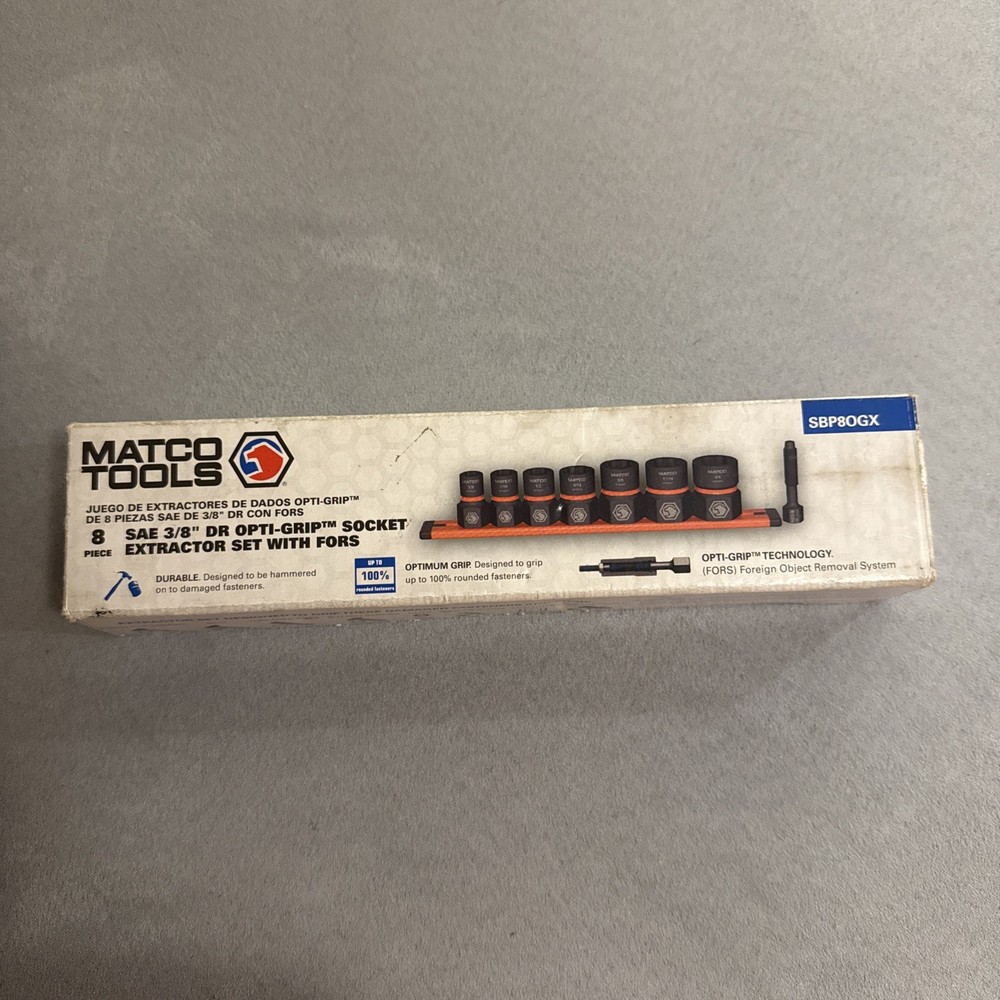 MATCO
TOOLS
®
SBP8OGX
JUEGO DE EXTRACTORES DE DADOS OPTI-GRIP™
DE 8 PIEZAS SAE DE 3/8" DR CON FORS
8
PIECE
SAE 3/8" DR OPTI-GRIP™ SOCKET
EXTRACTOR SET WITH FORS
DURABLE. Designed to be hammered
on to damaged fasteners.
UP TO
100%
rounded fasteners
OPTIMUM GRIP. Designed to grip
up to 100% rounded fasteners.
OPTI-GRIP™ TECHNOLOGY.
(FORS) Foreign Object Removal System